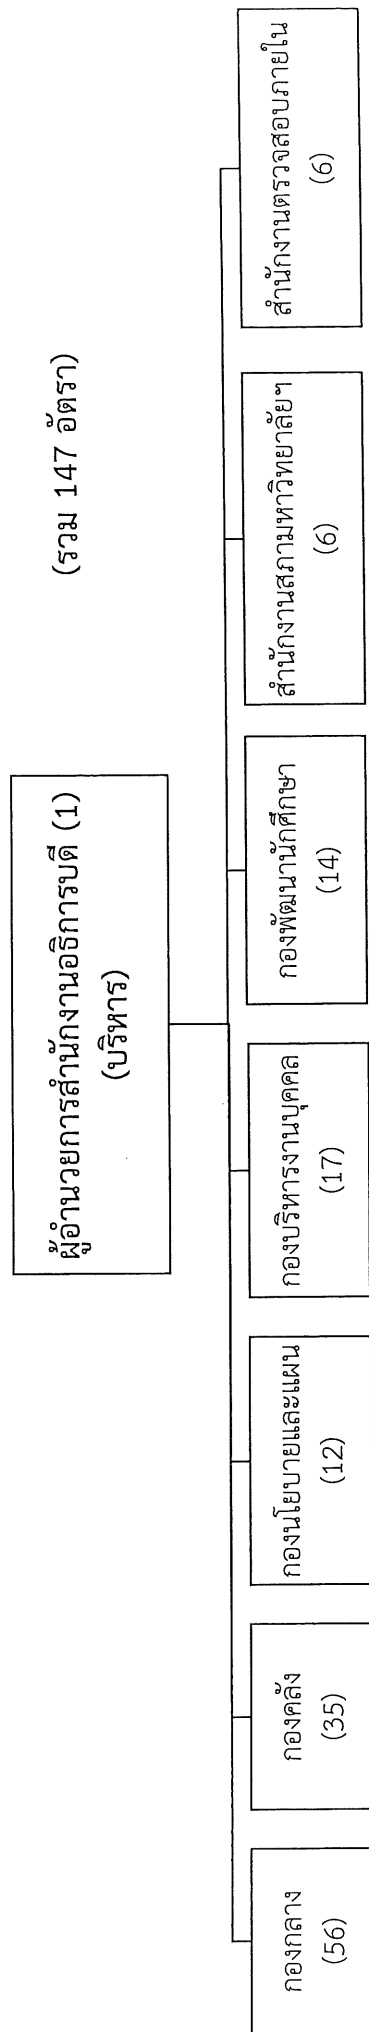 (รวม 147 อัตรา)
ผู้อำนวยการสำนักงานอธิการบดี (1)
(บริหาร)
กองกลาง
(56)
กองคลัง
(35)
กองนโยบายและแผน
(12)
กองบริหารงานบุคคล
(17)
กองพัฒนานักศึกษา
(14)
สำนักงานสภามหาวิทยาลัยฯ
(6)
สำนักงานตรวจสอบภายใน
(6)